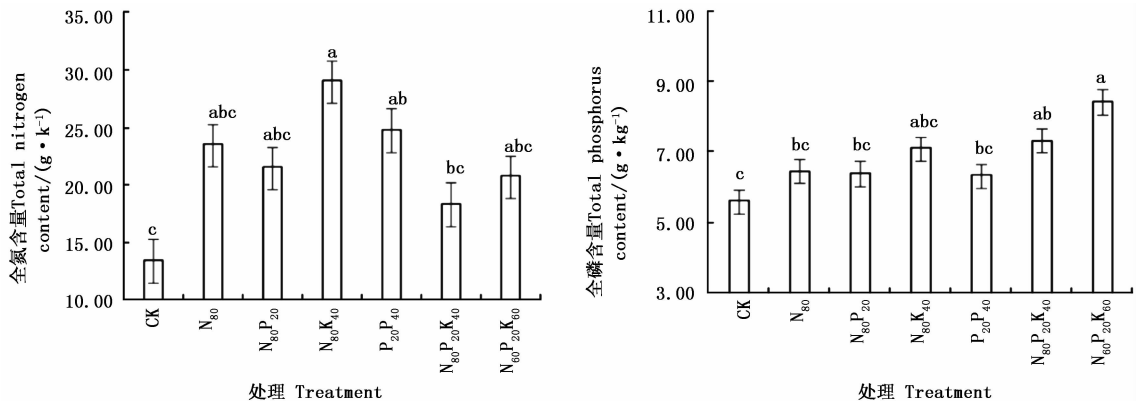 全氮含量Total nitrogen
content/(g·k⁻¹)
35.00
30.00
25.00
20.00
15.00
10.00
c
abc
abc
a
ab
bc
abc
CK
N₈₀
N₈₀P₂₀
N₈₀K₄₀
P₂₀P₄₀
N₈₀P₂₀K₄₀
N₆₀P₂₀K₆₀
处理 Treatment
全磷含量Total phosphorus
content/(g·kg⁻¹)
11.00
9.00
7.00
5.00
3.00
c
bc
bc
abc
bc
ab
a
CK
N₈₀
N₈₀P₂₀
N₈₀K₄₀
P₂₀P₄₀
N₈₀P₂₀K₄₀
N₆₀P₂₀K₆₀
处理 Treatment